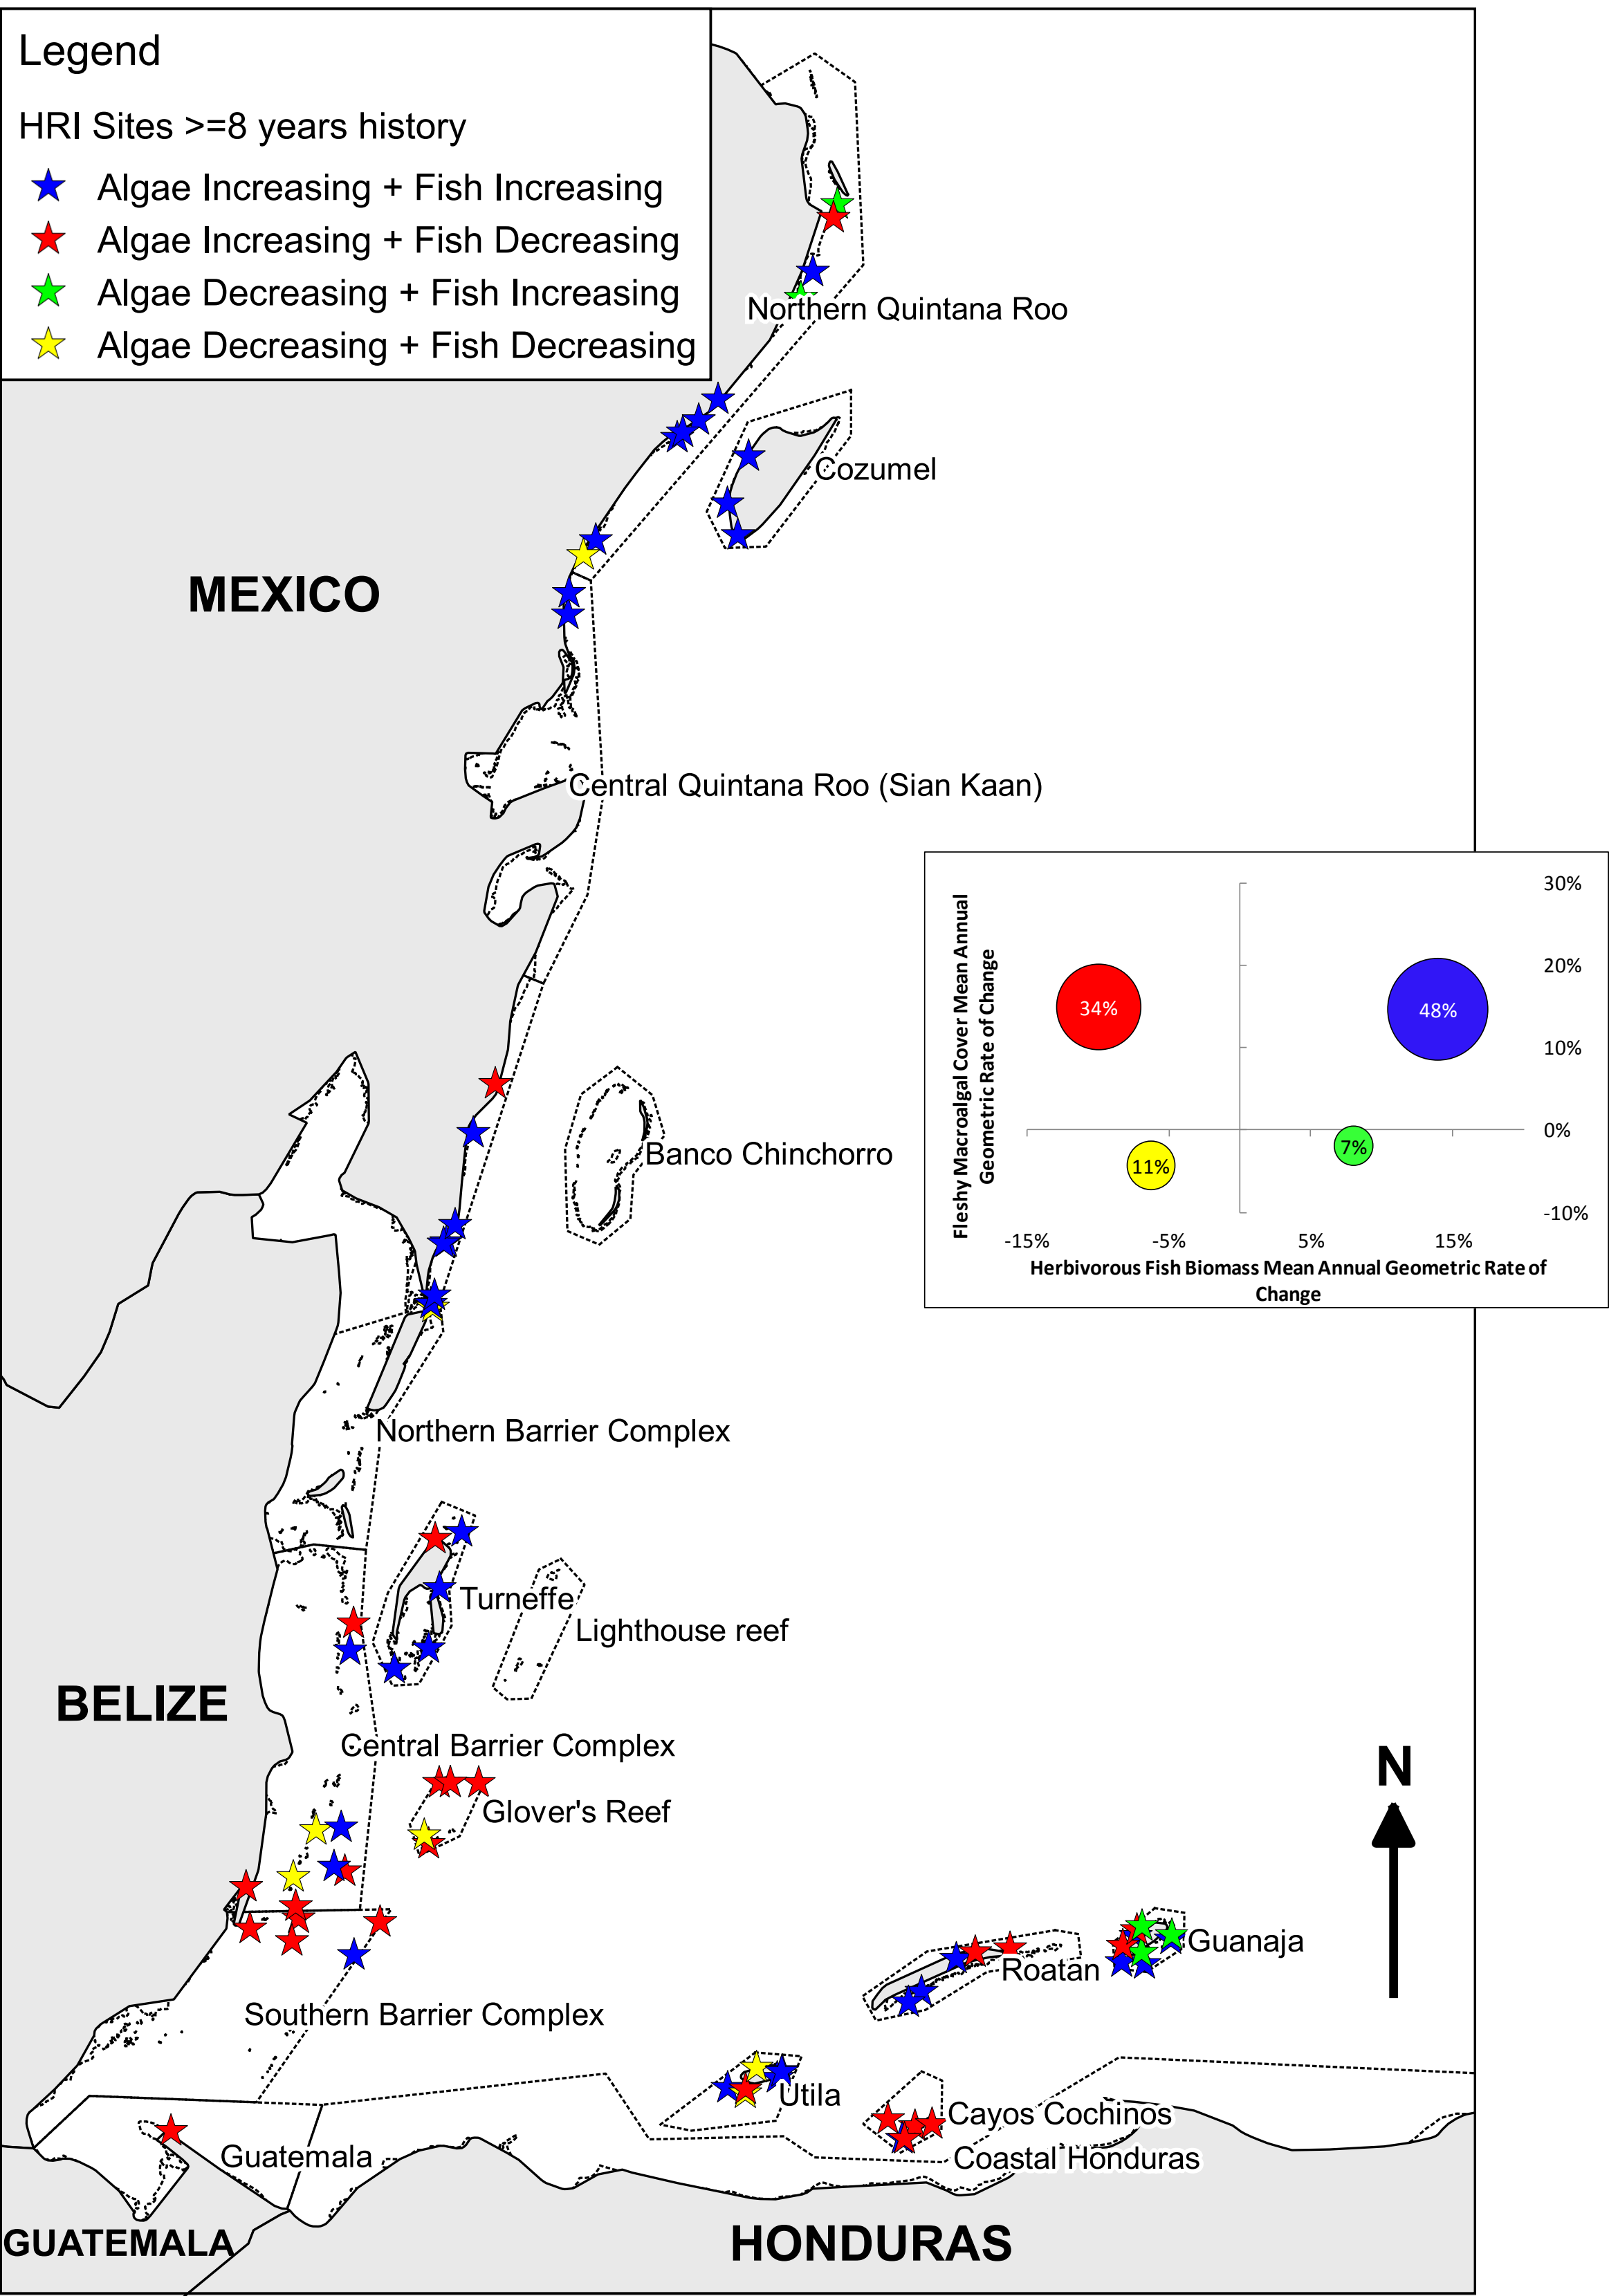 Legend
HRI Sites >=8 years history
Algae Increasing + Fish Increasing
Algae Increasing + Fish Decreasing
Algae Decreasing + Fish Increasing
Algae Decreasing + Fish Decreasing
Northern Quintana Roo
Cozumel
MEXICO
Central Quintana Roo (Sian Kaan)
Fleshy Macroalgal Cover Mean Annual
Geometric Rate of Change
30%
20%
10%
0%
-10%
34%
48%
11%
7%
-15%
-5%
5%
15%
Herbivorous Fish Biomass Mean Annual Geometric Rate of
Change
Banco Chinchorro
Northern Barrier Complex
Turneffe
Lighthouse reef
BELIZE
Central Barrier Complex
Glover's Reef
N
Guanaja
Roatan
Southern Barrier Complex
Utila
Cayos Cochinos
Guatemala
Coastal Honduras
GUATEMALA
HONDURAS